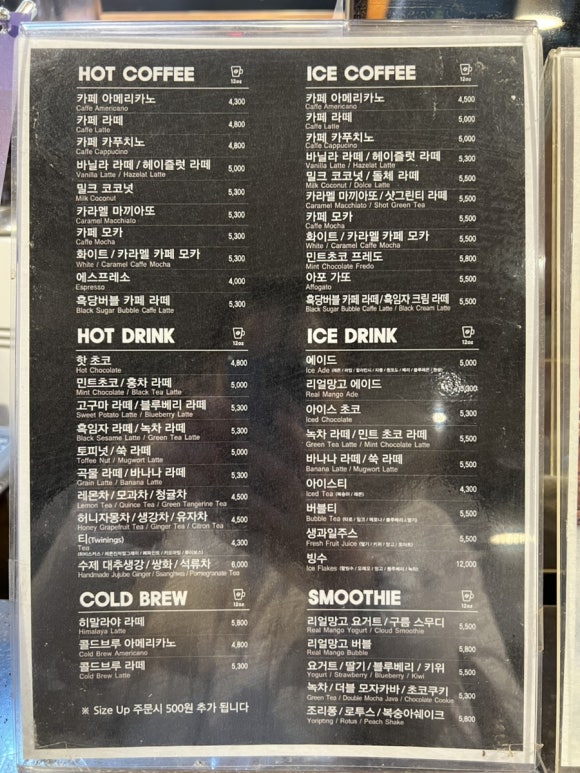 HOT COFFEE
12oz
카페 아메리카노 4,300
Caffe Americano
카페 라떼 4,800
Caffe Latte
카페 카푸치노 4,800
Caffe Cappucino
바닐라 라떼 / 헤이즐럿 라떼 5,000
Vanilla Latte / Hazelat Latte
밀크 코코넛 5,300
Milk Coconut
카라멜 마끼아또 5,300
Caramel Macchiato
카페 모카 5,300
Caffe Mocha
화이트 / 카라멜 카페 모카 5,300
White / Caramel Caffe Mocha
에스프레소 4,000
Espresso
흑당버블 카페 라떼 5,300
Black Sugar Bubble Caffe Latte
HOT DRINK
12oz
핫 초코 4,800
Hot Chocolate
민트초코 / 홍차 라떼 5,000
Mint Chocolate / Black Tea Latte
고구마 라떼 / 블루베리 라떼 5,300
Sweet Potato Latte / Blueberry Latte
흑임자 라떼 / 녹차 라떼 5,300
Black Sesame Latte / Green Tea Latte
토피넛 / 쑥 라떼 5,000
Toffee Nut / Mugwort Latte
곡물 라떼 / 바나나 라떼 5,300
Grain Latte / Banana Latte
레몬차 / 모과차 / 청귤차 4,500
Lemon Tea / Quince Tea / Green Tangerine Tea
허니자몽차 / 생강차 / 유자차 4,500
Honey Grapefruit Tea / Ginger Tea / Citron Tea
티(Twinings) 4,300
Tea
수제 대추생강 / 쌍화 / 석류차 6,000
Handmade Jujube Ginger / Ssanghwa / Pomegranate Tea
COLD BREW
12oz
히말라야 라떼 5,800
Himalaya Latte
콜드브루 아메리카노 4,800
Cold Brew Americano
콜드브루 라떼 5,300
Cold Brew Latte
※ Size Up 주문시 500원 추가 됩니다
ICE COFFEE
12oz
카페 아메리카노 4,500
Caffe Americano
카페 라떼 5,000
Caffe Latte
카페 카푸치노 5,000
Caffe Cappucino
바닐라 라떼 / 헤이즐럿 라떼 5,300
Vanilla Latte / Hazelat Latte
밀크 코코넛 / 돌체 라떼 5,500
Milk Coconut / Dolce Latte
카라멜 마끼아또 / 샷그린티 라떼 5,500
Caramel Macchiato / Shot Green Tea
카페 모카 5,500
Caffe Mocha
화이트 / 카라멜 카페 모카 5,500
White / Caramel Caffe Mocha
민트초코 프레도 5,800
Mint Chocolate Fredo
아포 가또 5,500
Affogato
흑당버블 카페 라떼 / 흑임자 크림 라떼 5,500
Black Sugar Bubble Caffe Latte / Black Cream Latte
ICE DRINK
12oz
에이드 5,000
Ice Ade
리얼망고 에이드
Real Mango Ade
아이스 초코 5,300
Iced Chocolate
녹차 라떼 / 민트 초코 라떼 5,500
Green Tea Latte / Mint Chocolate Latte
바나나 라떼 / 쑥 라떼 5,500
Banana Latte / Mugwort Latte
아이스티 4,300
Iced Tea (복숭아 / 레몬)
버블티 5,500
Bubble Tea
생과일주스 5,500
Fresh Fruit Juice
빙수 12,000
Ice Flakes
SMOOTHIE
12oz
리얼망고 요거트 / 구름 스무디 5,500
Real Mango Yogurt / Cloud Smoothie
리얼망고 버블 5,800
Real Mango Bubble
요거트 / 딸기 / 블루베리 / 키위 5,500
Yogurt / Strawberry / Blueberry / Kiwi
녹차 / 더블 모자카바 / 초코쿠키 5,300
Green Tea / Double Mocha Java / Chocolate Cookie
조리퐁 / 로투스 / 복숭아쉐이크 5,800
Yoripbng / Rotus / Peach Shake